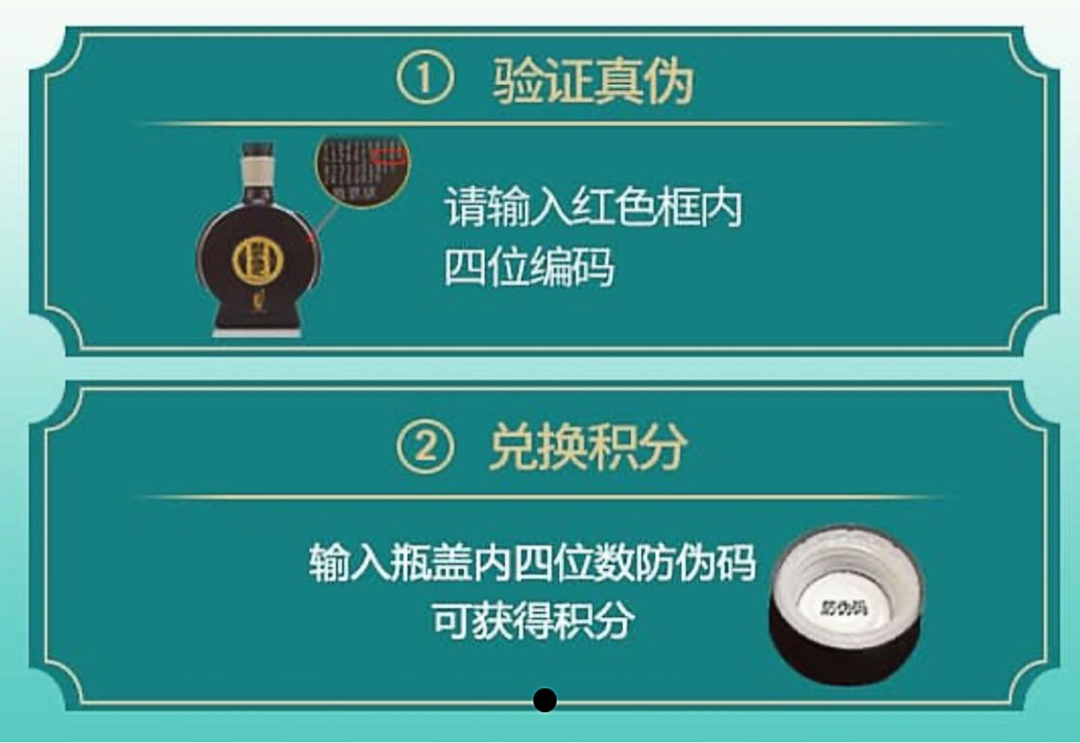 ① 验证真伪
请输入红色框内
四位编码
② 兑换积分
输入瓶盖内四位数防伪码
可获得积分
防伪码